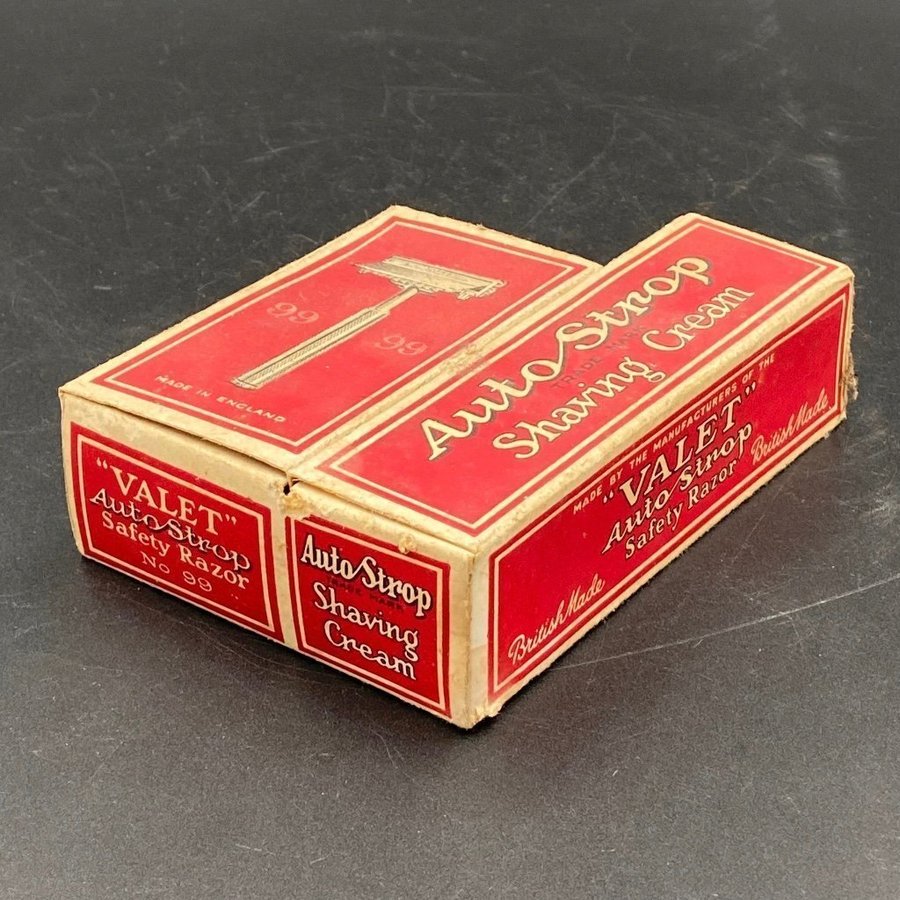 99
99
MADE IN ENGLAND
Auto Strop
TRADE MARK
Shaving Cream
"VALET"
Auto Strop
Safety Razor
No 99
Auto Strop
TRADE MARK
Shaving
Cream
MADE BY THE MANUFACTURERS OF THE
"VALET"
Auto Strop
Safety Razor
British Made
British Made